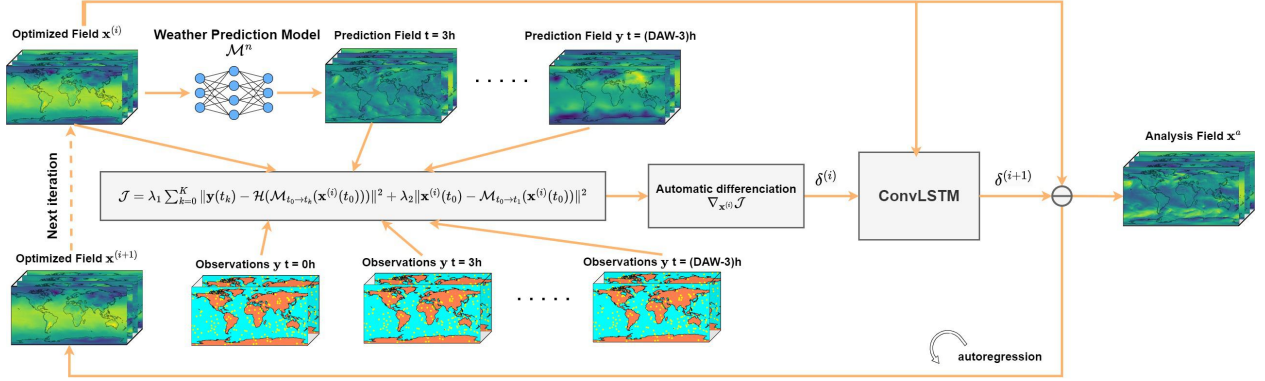 Optimized Field x^{(i)}
Weather Prediction Model
ℳ^n
Prediction Field t = 3h
. . . . .
Prediction Field y t = (DAW-3)h
Next iteration
𝒥 = λ₁ ∑_{k=0}^{K} ‖y(t_k) − ℋ(ℳ_{t₀→t_k}(x^{(i)}(t₀)))‖² + λ₂‖x^{(i)}(t₀) − ℳ_{t₀→t₁}(x^{(i)}(t₀))‖²
Automatic differenciation
∇_{x^{(i)}} 𝒥
δ^{(i)}
ConvLSTM
δ^{(i+1)}
Analysis Field x^a
Optimized Field x^{(i+1)}
Observations y t = 0h
Observations y t = 3h
. . . . .
Observations y t = (DAW-3)h
autoregression